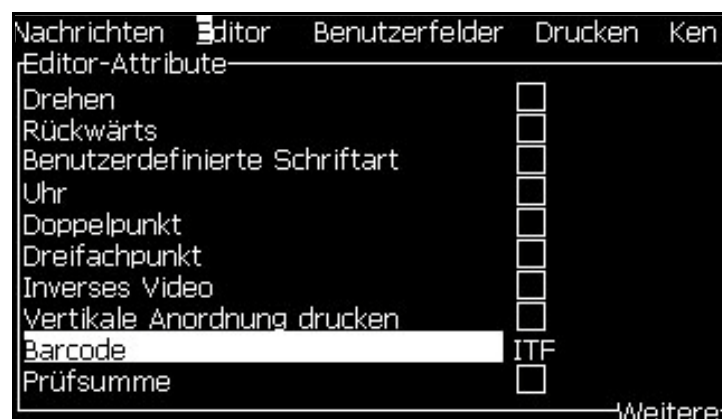 Nachrichten Editor Benutzerfelder Drucken Ken
Editor-Attribute
Drehen
Rückwärts
Benutzerdefinierte Schriftart
Uhr
Doppelpunkt
Dreifachpunkt
Inverses Video
Vertikale Anordnung drucken
Barcode ITF
Prüfsumme
Weitere